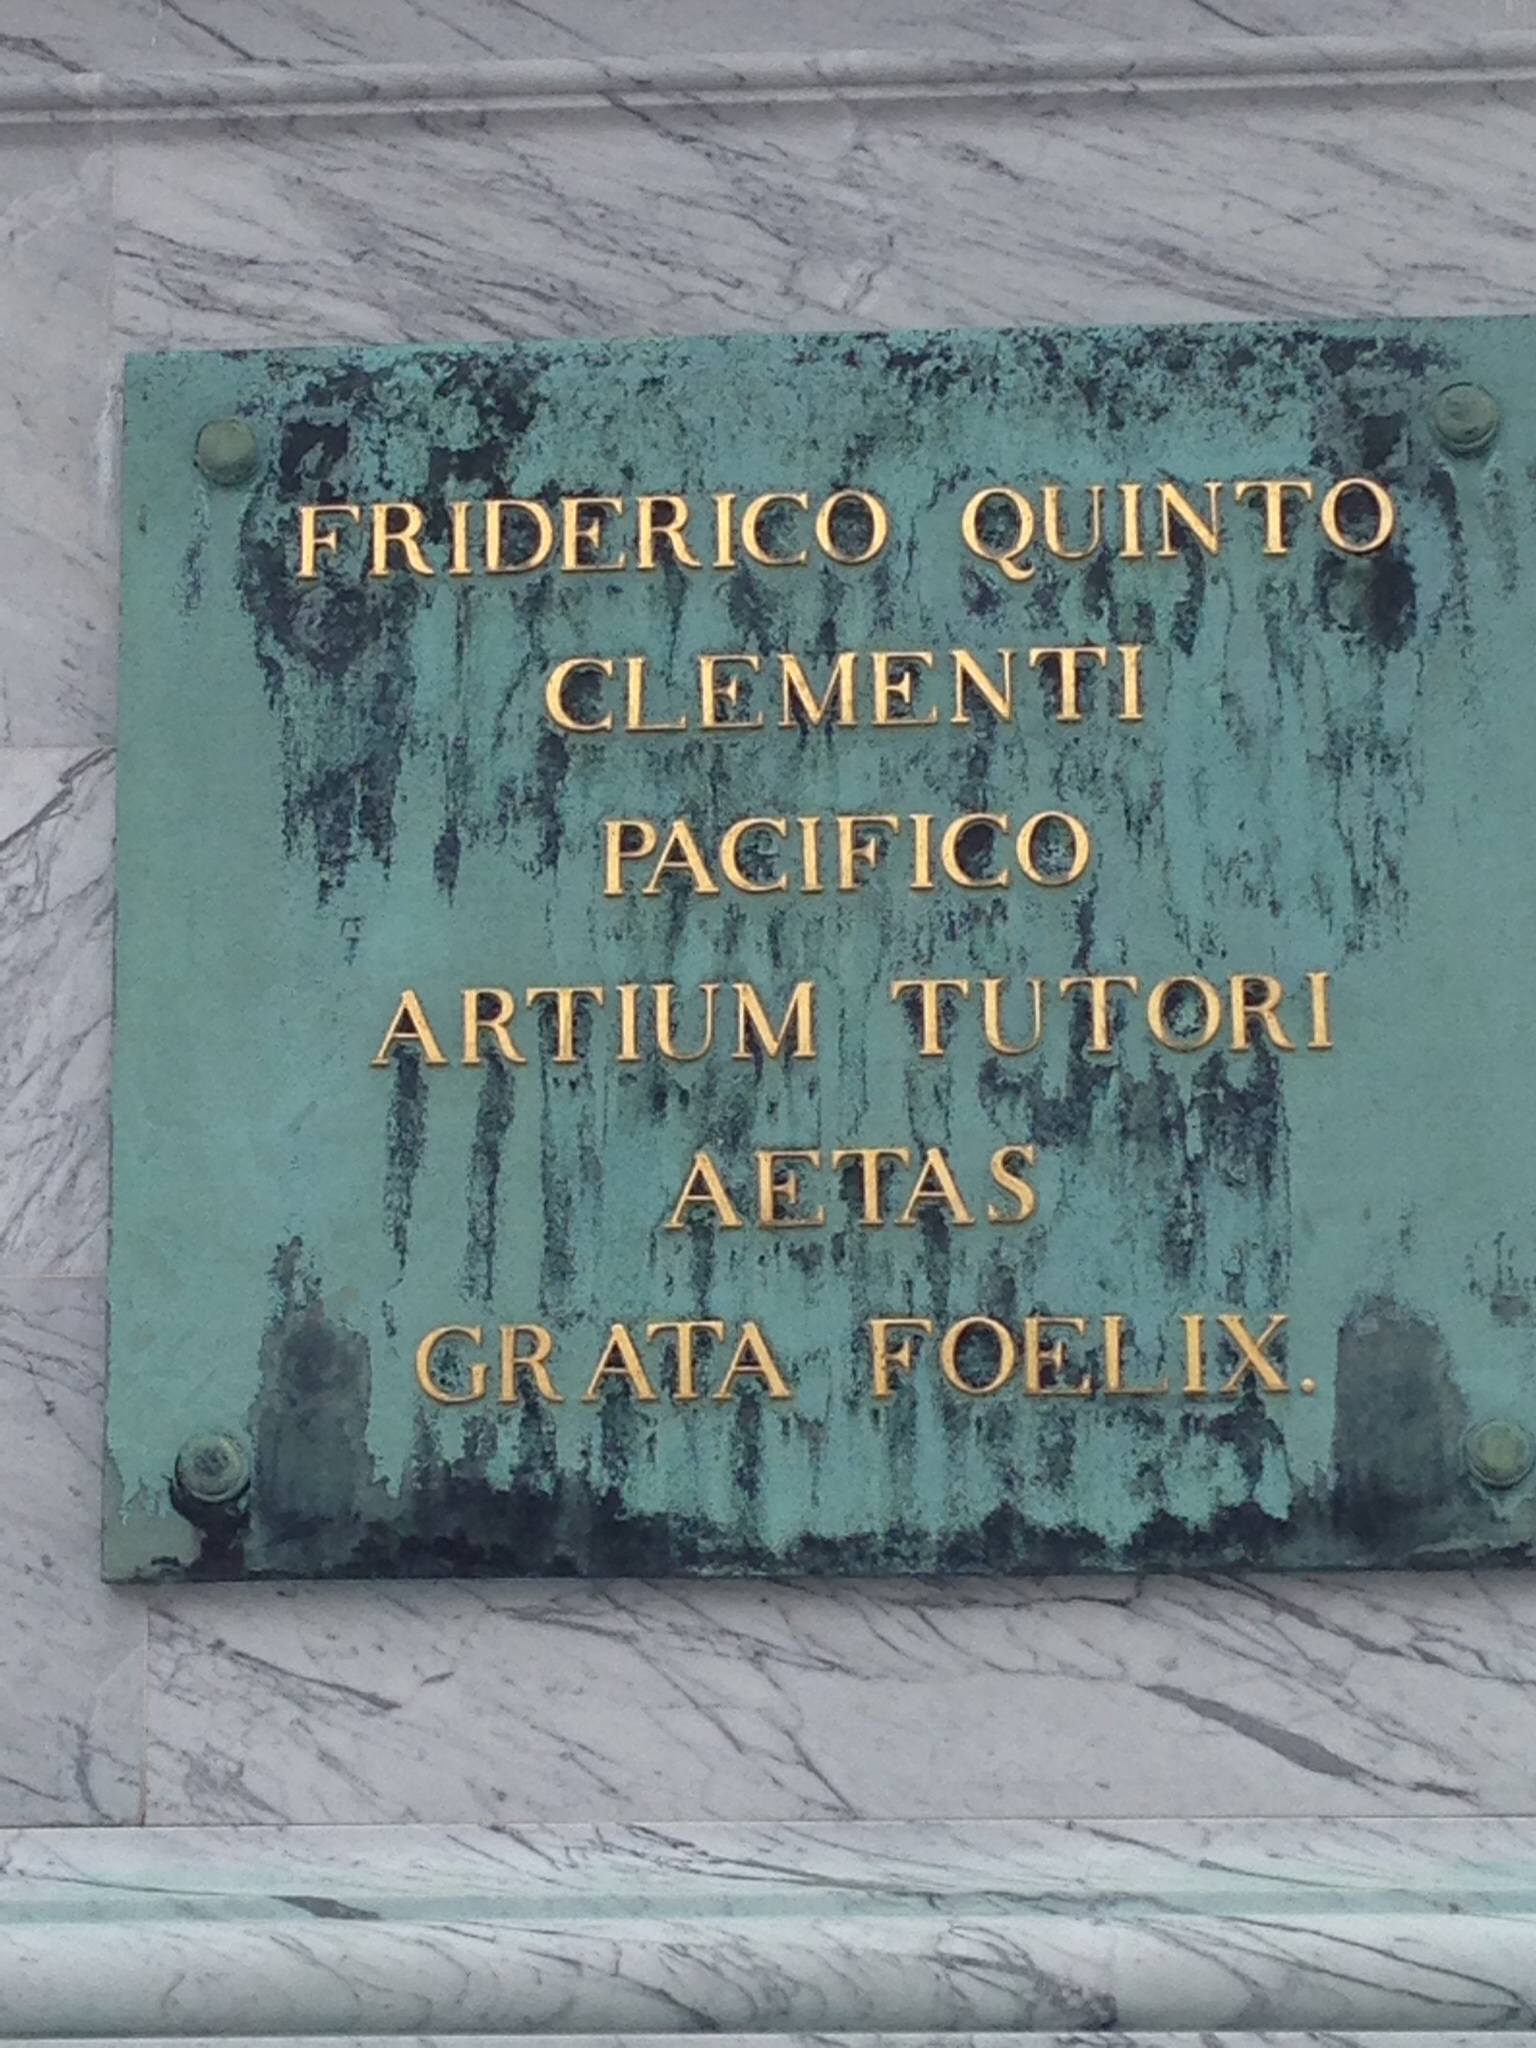 FRIDERICO QUINTO
CLEMENTI
PACIFICO
ARTIUM TUTORI
AETAS
GRATA FOELIX.